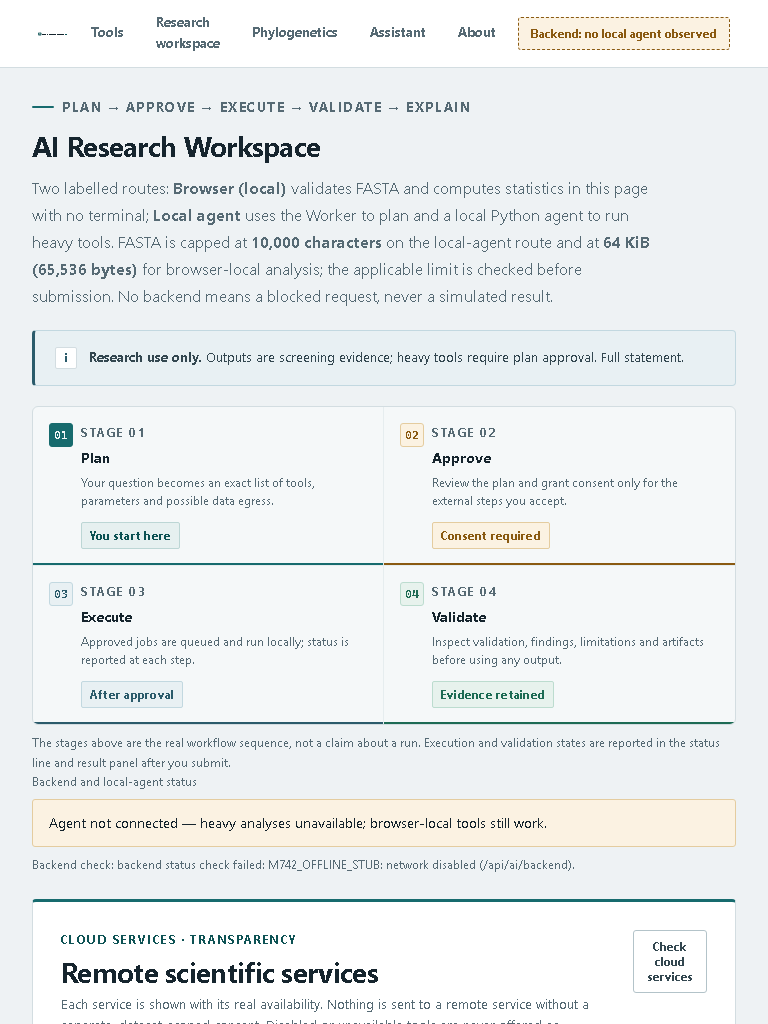 Tools
Research
workspace
Phylogenetics
Assistant
About
Backend: no local agent observed
PLAN → APPROVE → EXECUTE → VALIDATE → EXPLAIN
AI Research Workspace
Two labelled routes: Browser (local) validates FASTA and computes statistics in this page
with no terminal; Local agent uses the Worker to plan and a local Python agent to run
heavy tools. FASTA is capped at 10,000 characters on the local-agent route and at 64 KiB
(65,536 bytes) for browser-local analysis; the applicable limit is checked before
submission. No backend means a blocked request, never a simulated result.
i
Research use only. Outputs are screening evidence; heavy tools require plan approval. Full statement.
01 STAGE 01
Plan
Your question becomes an exact list of tools,
parameters and possible data egress.
You start here
02 STAGE 02
Approve
Review the plan and grant consent only for the
external steps you accept.
Consent required
03 STAGE 03
Execute
Approved jobs are queued and run locally; status is
reported at each step.
After approval
04 STAGE 04
Validate
Inspect validation, findings, limitations and artifacts
before using any output.
Evidence retained
The stages above are the real workflow sequence, not a claim about a run. Execution and validation states are reported in the status
line and result panel after you submit.
Backend and local-agent status
Agent not connected — heavy analyses unavailable; browser-local tools still work.
Backend check: backend status check failed: M742_OFFLINE_STUB: network disabled (/api/ai/backend).
CLOUD SERVICES · TRANSPARENCY
Remote scientific services
Check
cloud
services
Each service is shown with its real availability. Nothing is sent to a remote service without a